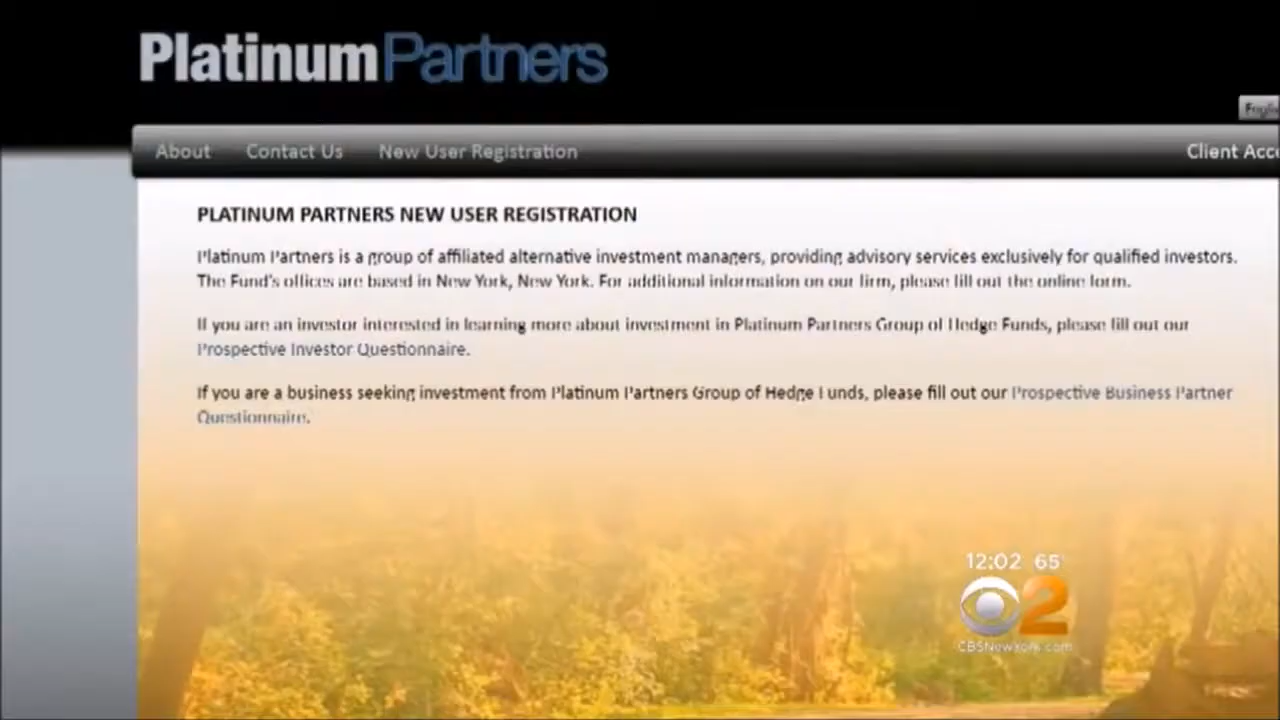 Platinum Partners
About Contact Us New User Registration
PLATINUM PARTNERS NEW USER REGISTRATION
Platinum Partners is a group of affiliated alternative investment managers, providing advisory services exclusively for qualified investors.
The Fund's offices are based in New York, New York. For additional information on our firm, please fill out the online form.
If you are an investor interested in learning more about investment in Platinum Partners Group of Hedge Funds, please fill out our
Prospective Investor Questionnaire.
If you are a business seeking investment from Platinum Partners Group of Hedge Funds, please fill out our Prospective Business Partner
Questionnaire.
Client
12:02 65°
2
CBSNewYork.com